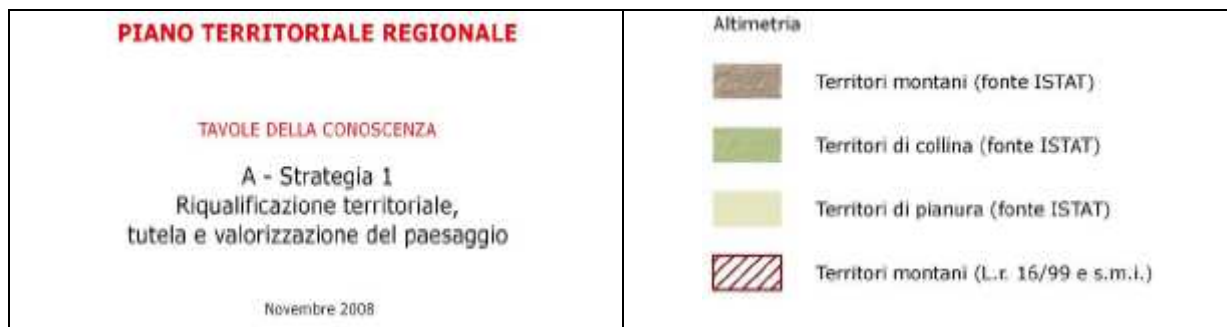 PIANO TERRITORIALE REGIONALE
TAVOLE DELLA CONOSCENZA
A - Strategia 1
Riqualificazione territoriale,
tutela e valorizzazione del paesaggio
Novembre 2008
Altimetria
Territori montani (fonte ISTAT)
Territori di collina (fonte ISTAT)
Territori di pianura (fonte ISTAT)
Territori montani (L.r. 16/99 e s.m.i.)